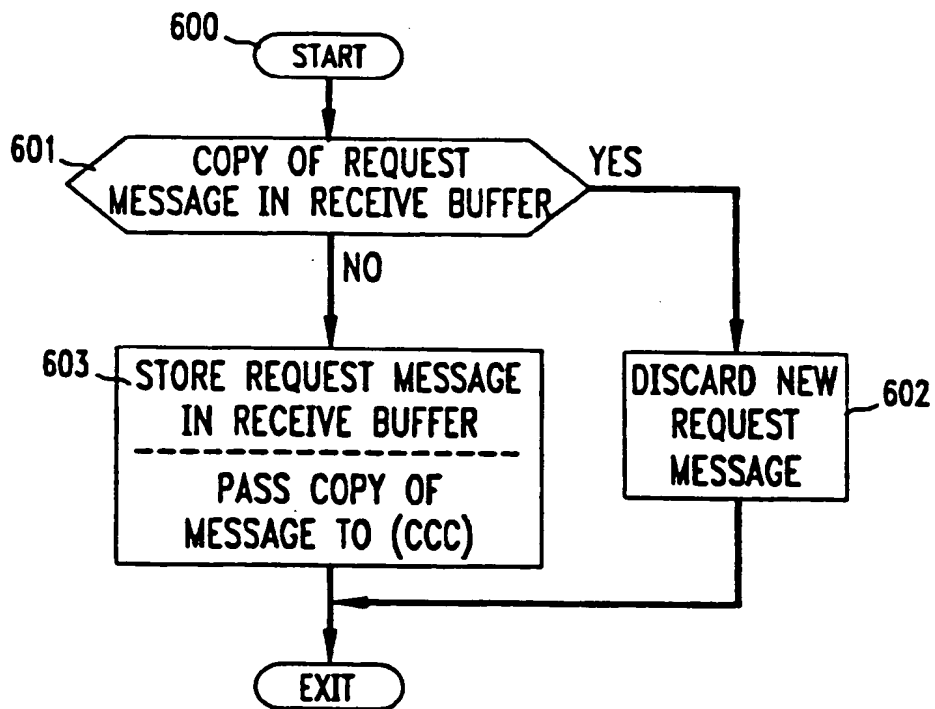 600
START
601
COPY OF REQUEST
MESSAGE IN RECEIVE BUFFER
YES
NO
603
STORE REQUEST MESSAGE
IN RECEIVE BUFFER
PASS COPY OF
MESSAGE TO (CCC)
DISCARD NEW
REQUEST
MESSAGE
602
EXIT